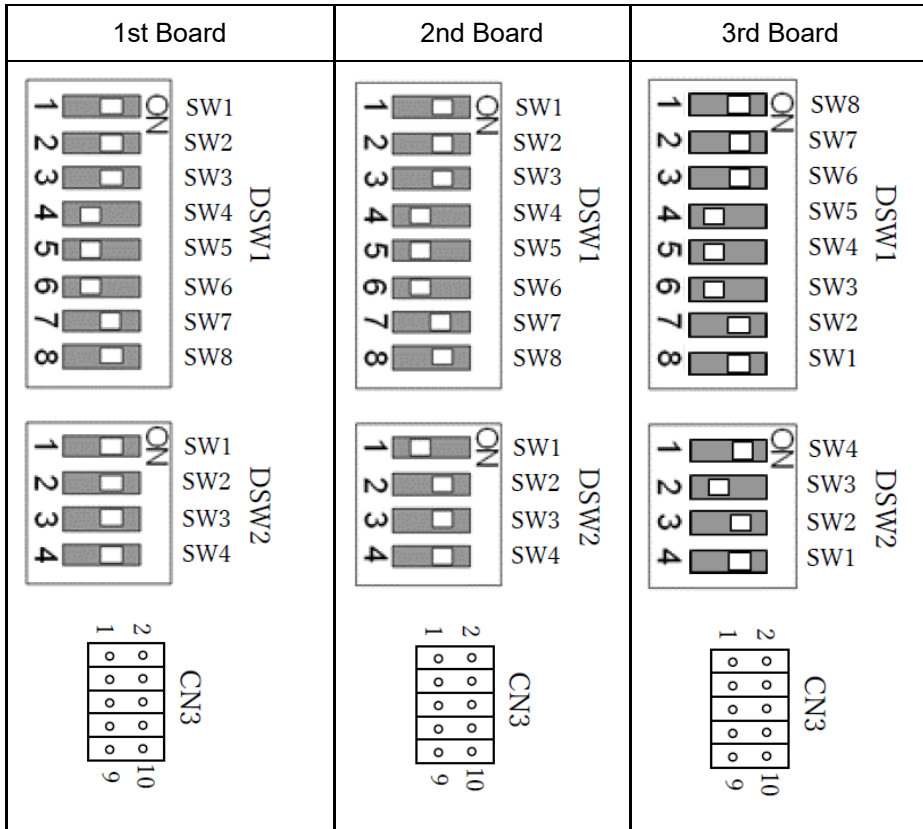 1st Board
2nd Board
3rd Board
1 ON SW1
2 SW2
3 SW3
4 SW4
5 SW5
6 SW6
7 SW7
8 SW8
DSW1
1 ON SW1
2 SW2
3 SW3
4 SW4
DSW2
1 2
CN3
9 10
1 ON SW1
2 SW2
3 SW3
4 SW4
5 SW5
6 SW6
7 SW7
8 SW8
DSW1
1 ON SW1
2 SW2
3 SW3
4 SW4
DSW2
1 2
CN3
9 10
1 ON SW8
2 SW7
3 SW6
4 SW5
5 SW4
6 SW3
7 SW2
8 SW1
DSW1
1 ON SW4
2 SW3
3 SW2
4 SW1
DSW2
1 2
CN3
9 10